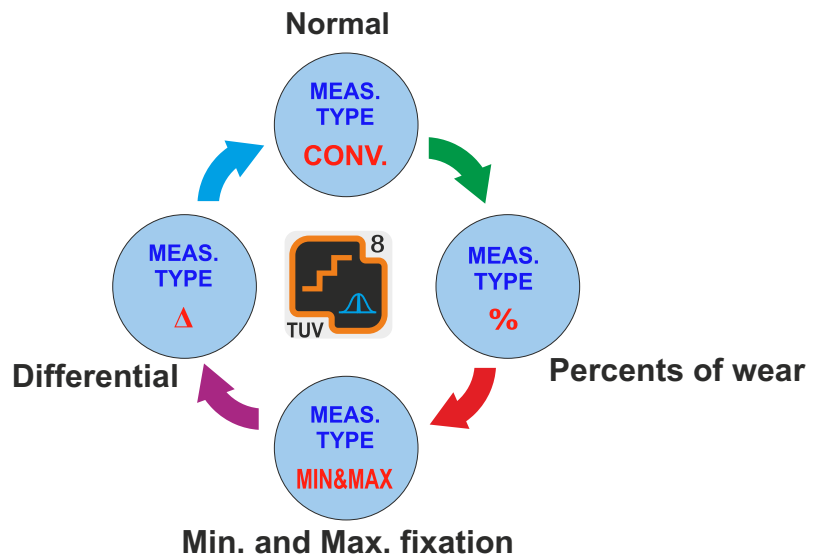 Normal
MEAS.
TYPE
CONV.
MEAS.
TYPE
Δ
Differential
8
TUV
MEAS.
TYPE
%
Percents of wear
MEAS.
TYPE
MIN&MAX
Min. and Max. fixation